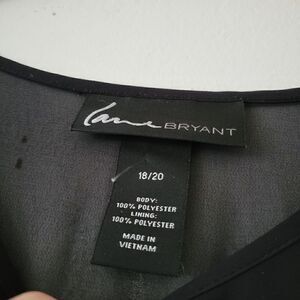 Lane BRYANT
18/20
BODY:
100% POLYESTER
LINING:
100% POLYESTER
MADE IN
VIETNAM